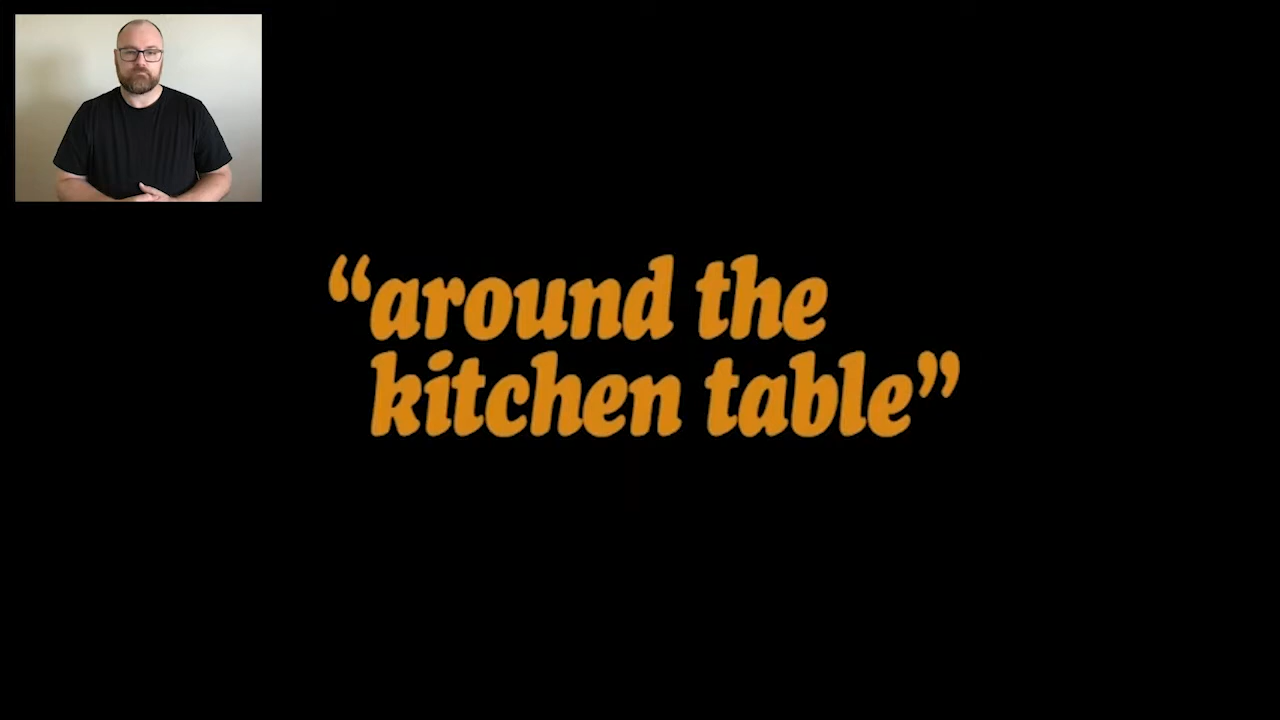 “around the
kitchen table”